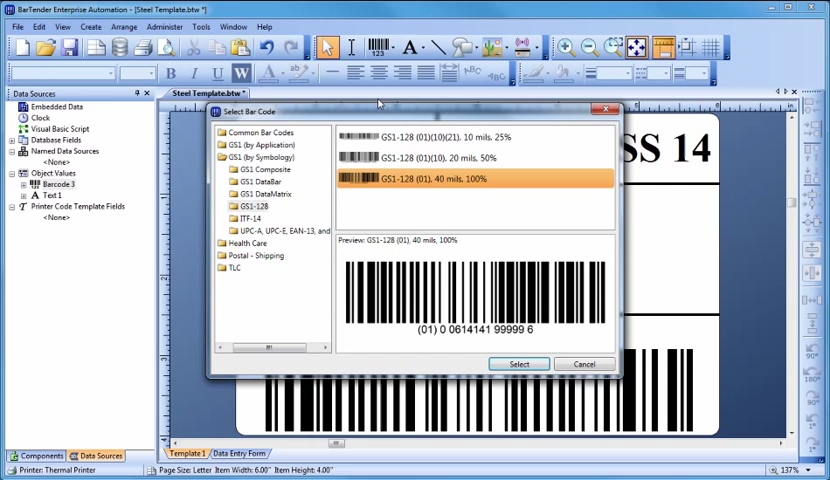 BarTender Enterprise Automation - [Steel Template.btw *]
File Edit View Create Arrange Administer Tools Window Help
Data Sources
Steel Template.btw *
Embedded Data
Clock
Visual Basic Script
Database Fields
<None>
Named Data Sources
<None>
Object Values
Barcode 3
Text 1
Printer Code Template Fields
<None>
Select Bar Code
Common Bar Codes
GS1 (by Application)
GS1 (by Symbology)
GS1 Composite
GS1 DataBar
GS1 DataMatrix
GS1-128
ITF-14
UPC-A, UPC-E, EAN-13, and
Health Care
Postal - Shipping
TLC
GS1-128 (01)(10)(21), 10 mils, 25%
GS1-128 (01)(10), 20 mils, 50%
GS1-128 (01), 40 mils, 100%
Preview: GS1-128 (01), 40 mils, 100%
(01) 0 0614141 99999 6
Select Cancel
SS 14
Components Data Sources
Template 1 Data Entry Form
Printer: Thermal Printer Page Size: Letter Item Width: 6.00" Item Height: 4.00" 137%